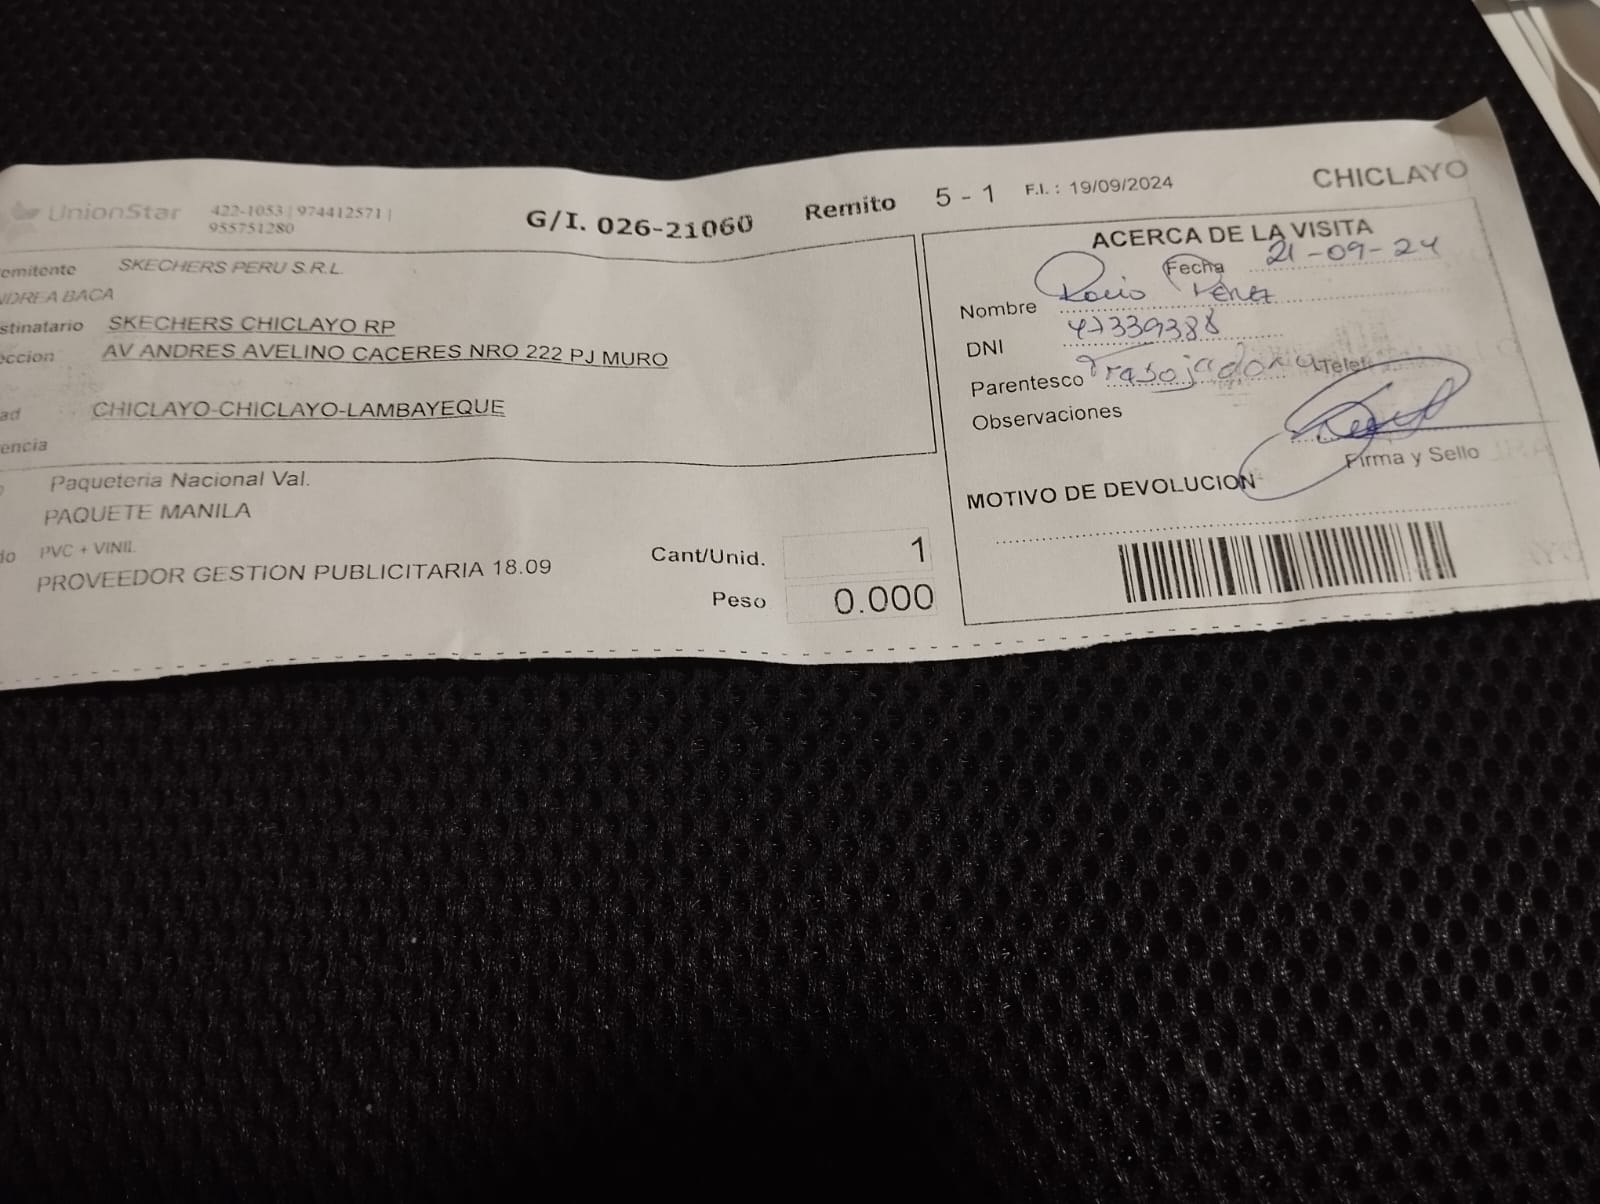 UnionStar 422-1053 | 974412571 |
955751280
G/I. 026-21060 Remito 5 - 1 F.I. : 19/09/2024 CHICLAYO
emitente SKECHERS PERU S.R.L.
NDREA BACA
stinatario SKECHERS CHICLAYO RP
eccion AV ANDRES AVELINO CACERES NRO 222 PJ MURO
ad CHICLAYO-CHICLAYO-LAMBAYEQUE
encia
Paqueteria Nacional Val.
PAQUETE MANILA
do PVC + VINIL
PROVEEDOR GESTION PUBLICITARIA 18.09
Cant/Unid. 1
Peso 0.000
ACERCA DE LA VISITA
Fecha 21-09-24
Nombre Rocio Pérez
DNI 47339388
Parentesco Telef
Observaciones
Firma y Sello
MOTIVO DE DEVOLUCION